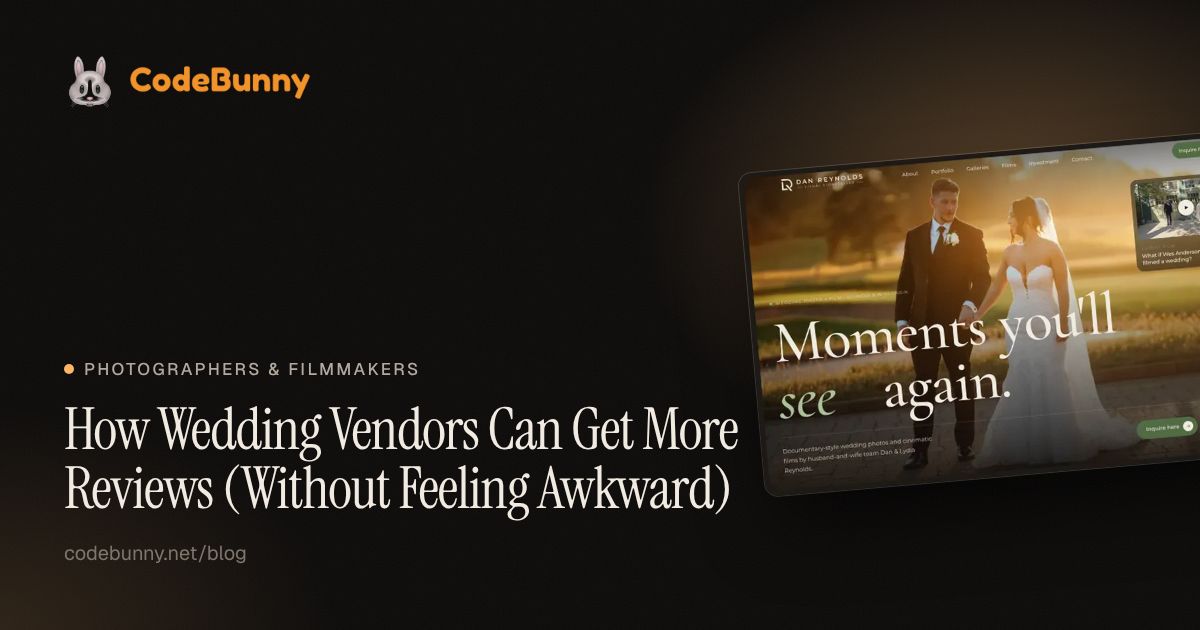 CodeBunny
PHOTOGRAPHERS & FILMMAKERS
How Wedding Vendors Can Get More
Reviews (Without Feeling Awkward)
codebunny.net/blog
DAN REYNOLDS
About Portfolio Galleries Films Investment Contact
Inquire
What if Wes Anderson
filmed a wedding?
Moments you'll
see again.
Documentary-style wedding photos and cinematic
films by husband-and-wife team Dan & Lydia
Reynolds.
Inquire here